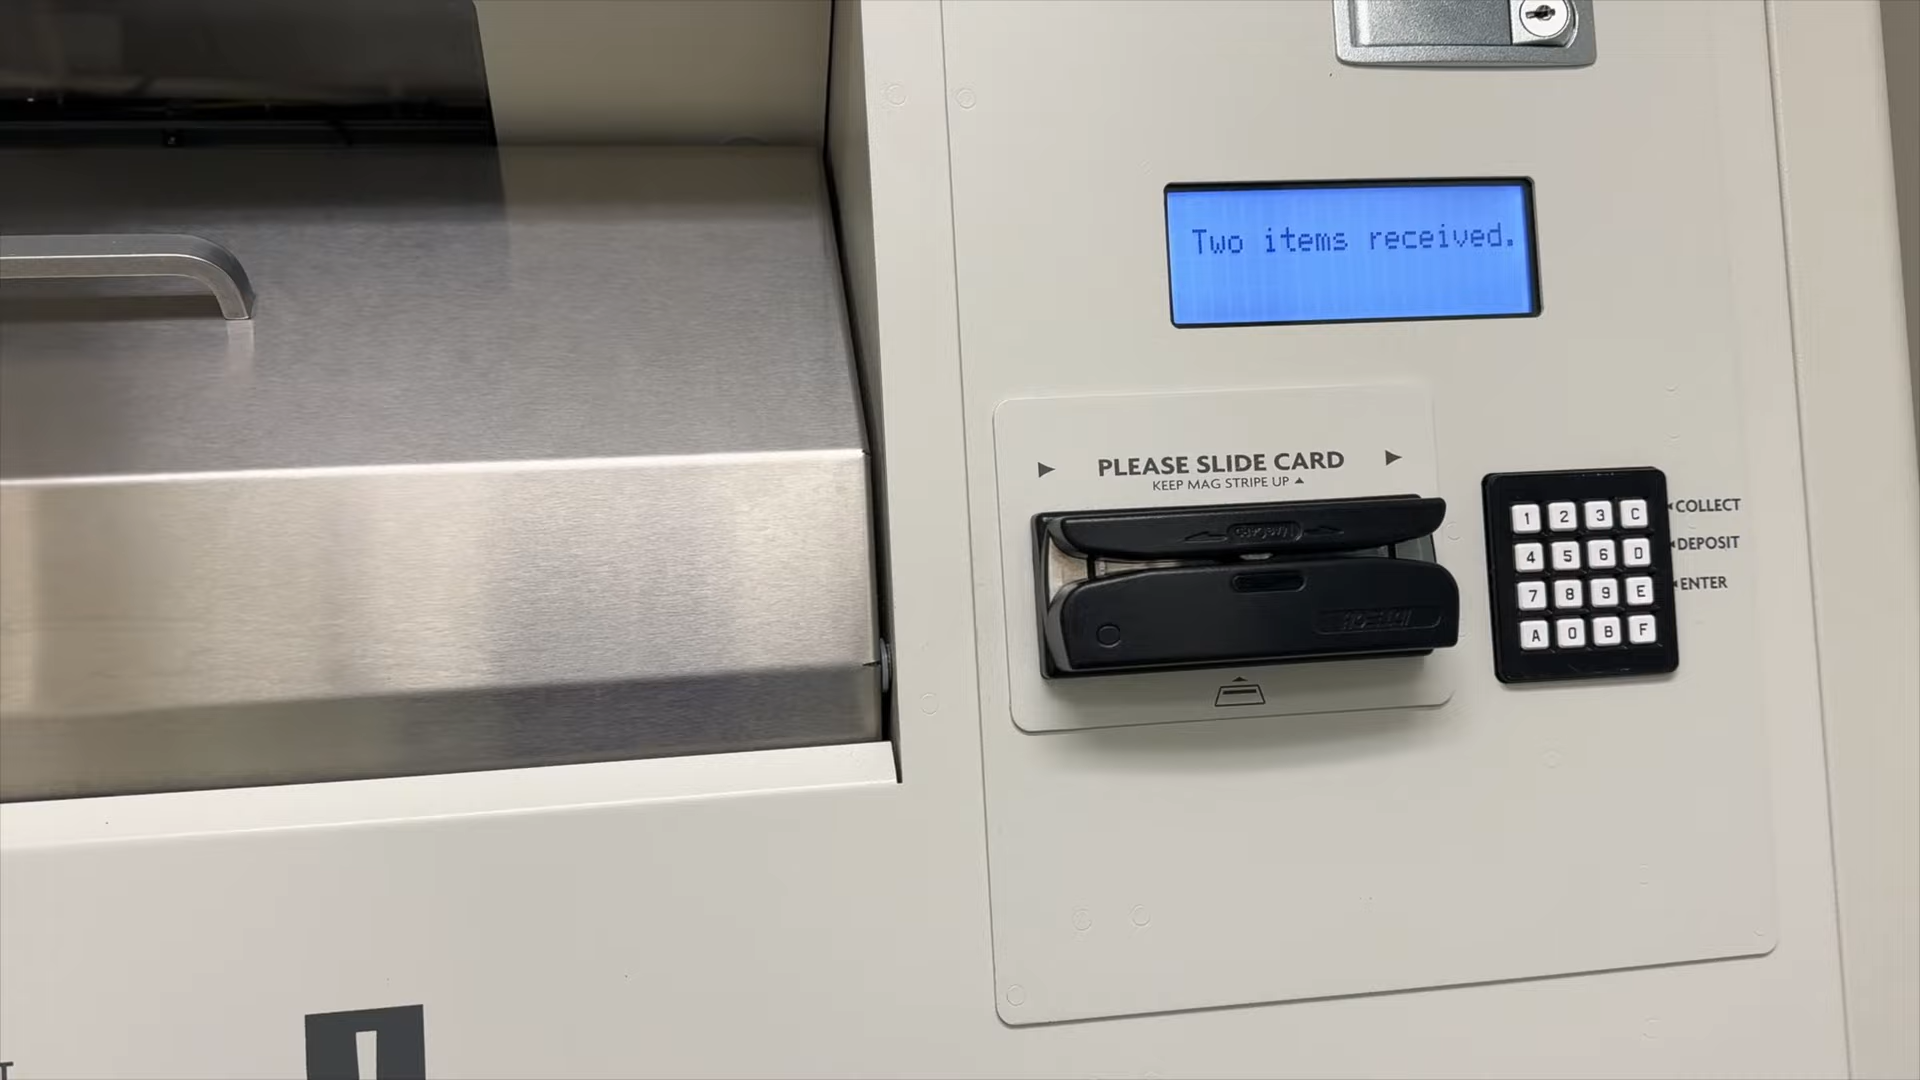 Two items received.
PLEASE SLIDE CARD
KEEP MAG STRIPE UP
1 2 3 C
COLLECT
4 5 6 D
DEPOSIT
7 8 9 E
ENTER
A 0 B F